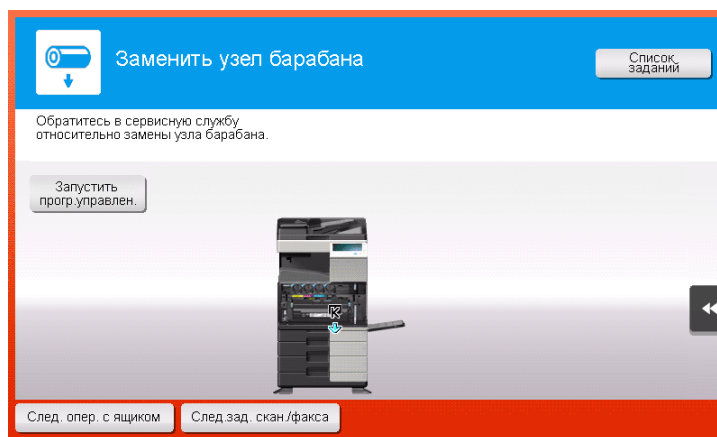 Заменить узел барабана
Список
заданий
Обратитесь в сервисную службу
относительно замены узла барабана.
Запустить
прогр.управлен.
K
След. опер. с ящиком
След.зад. скан./факса